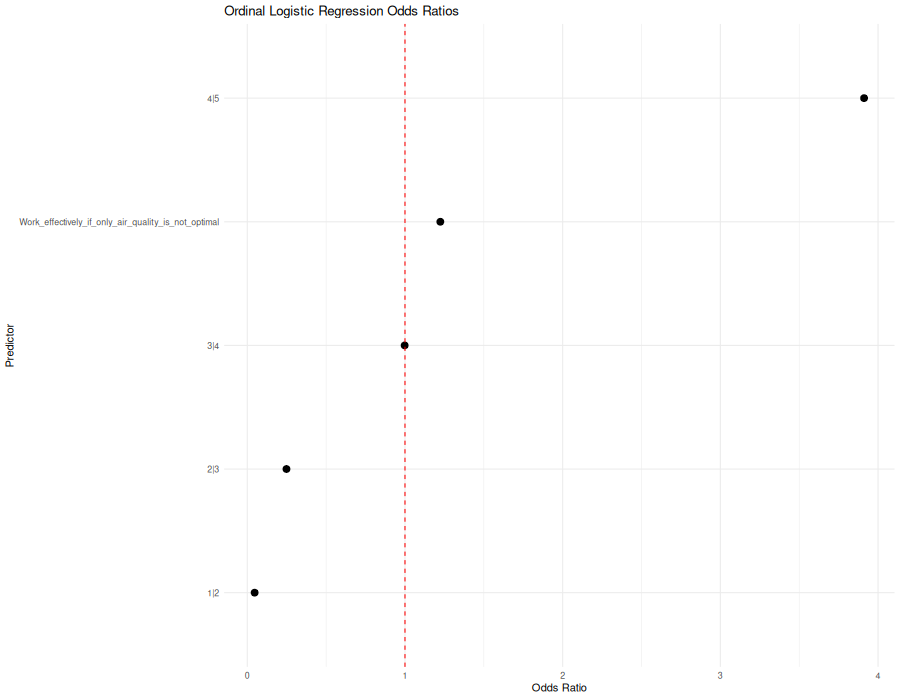 Ordinal Logistic Regression Odds Ratios
Predictor
4|5
Work_effectively_if_only_air_quality_is_not_optimal
3|4
2|3
1|2
0 1 2 3 4
Odds Ratio